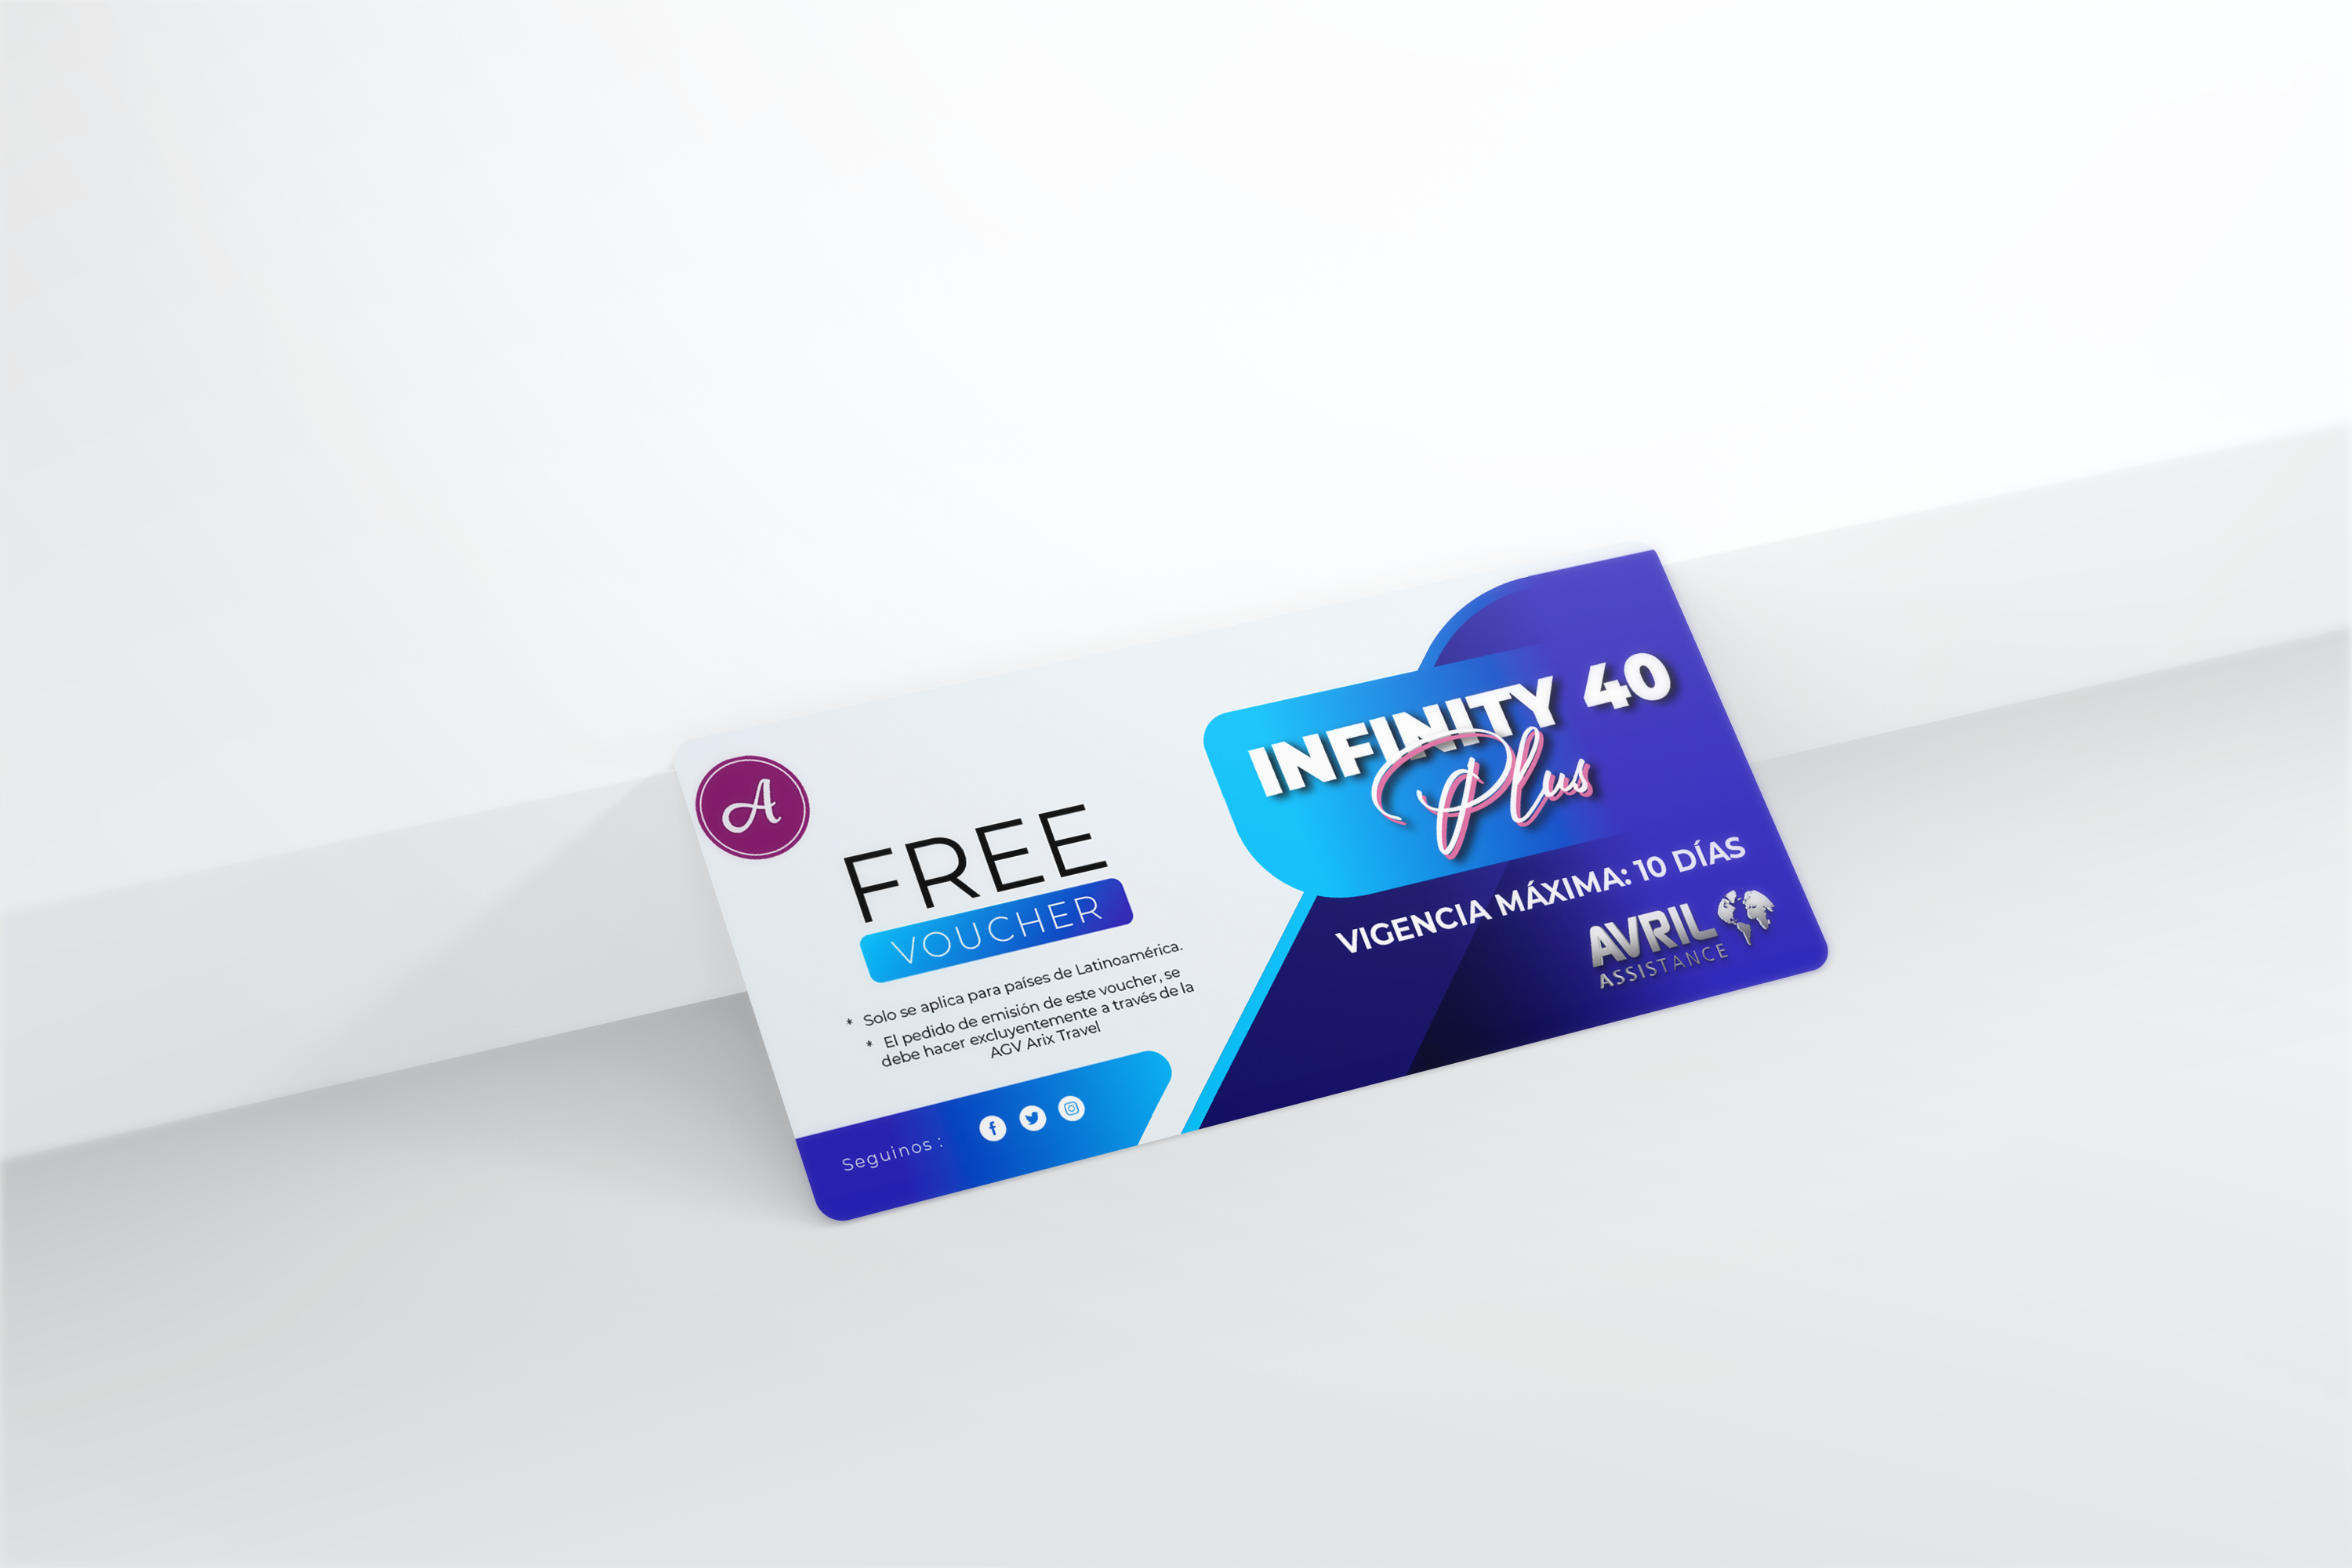 A
FREE
VOUCHER
* Solo se aplica para países de Latinoamérica.
* El pedido de emisión de este voucher, se
debe hacer excluyentemente a través de la
AGV Arix Travel
Seguinos :
INFINITY 40
Plus
VIGENCIA MÁXIMA: 10 DÍAS
AVRIL
ASSISTANCE